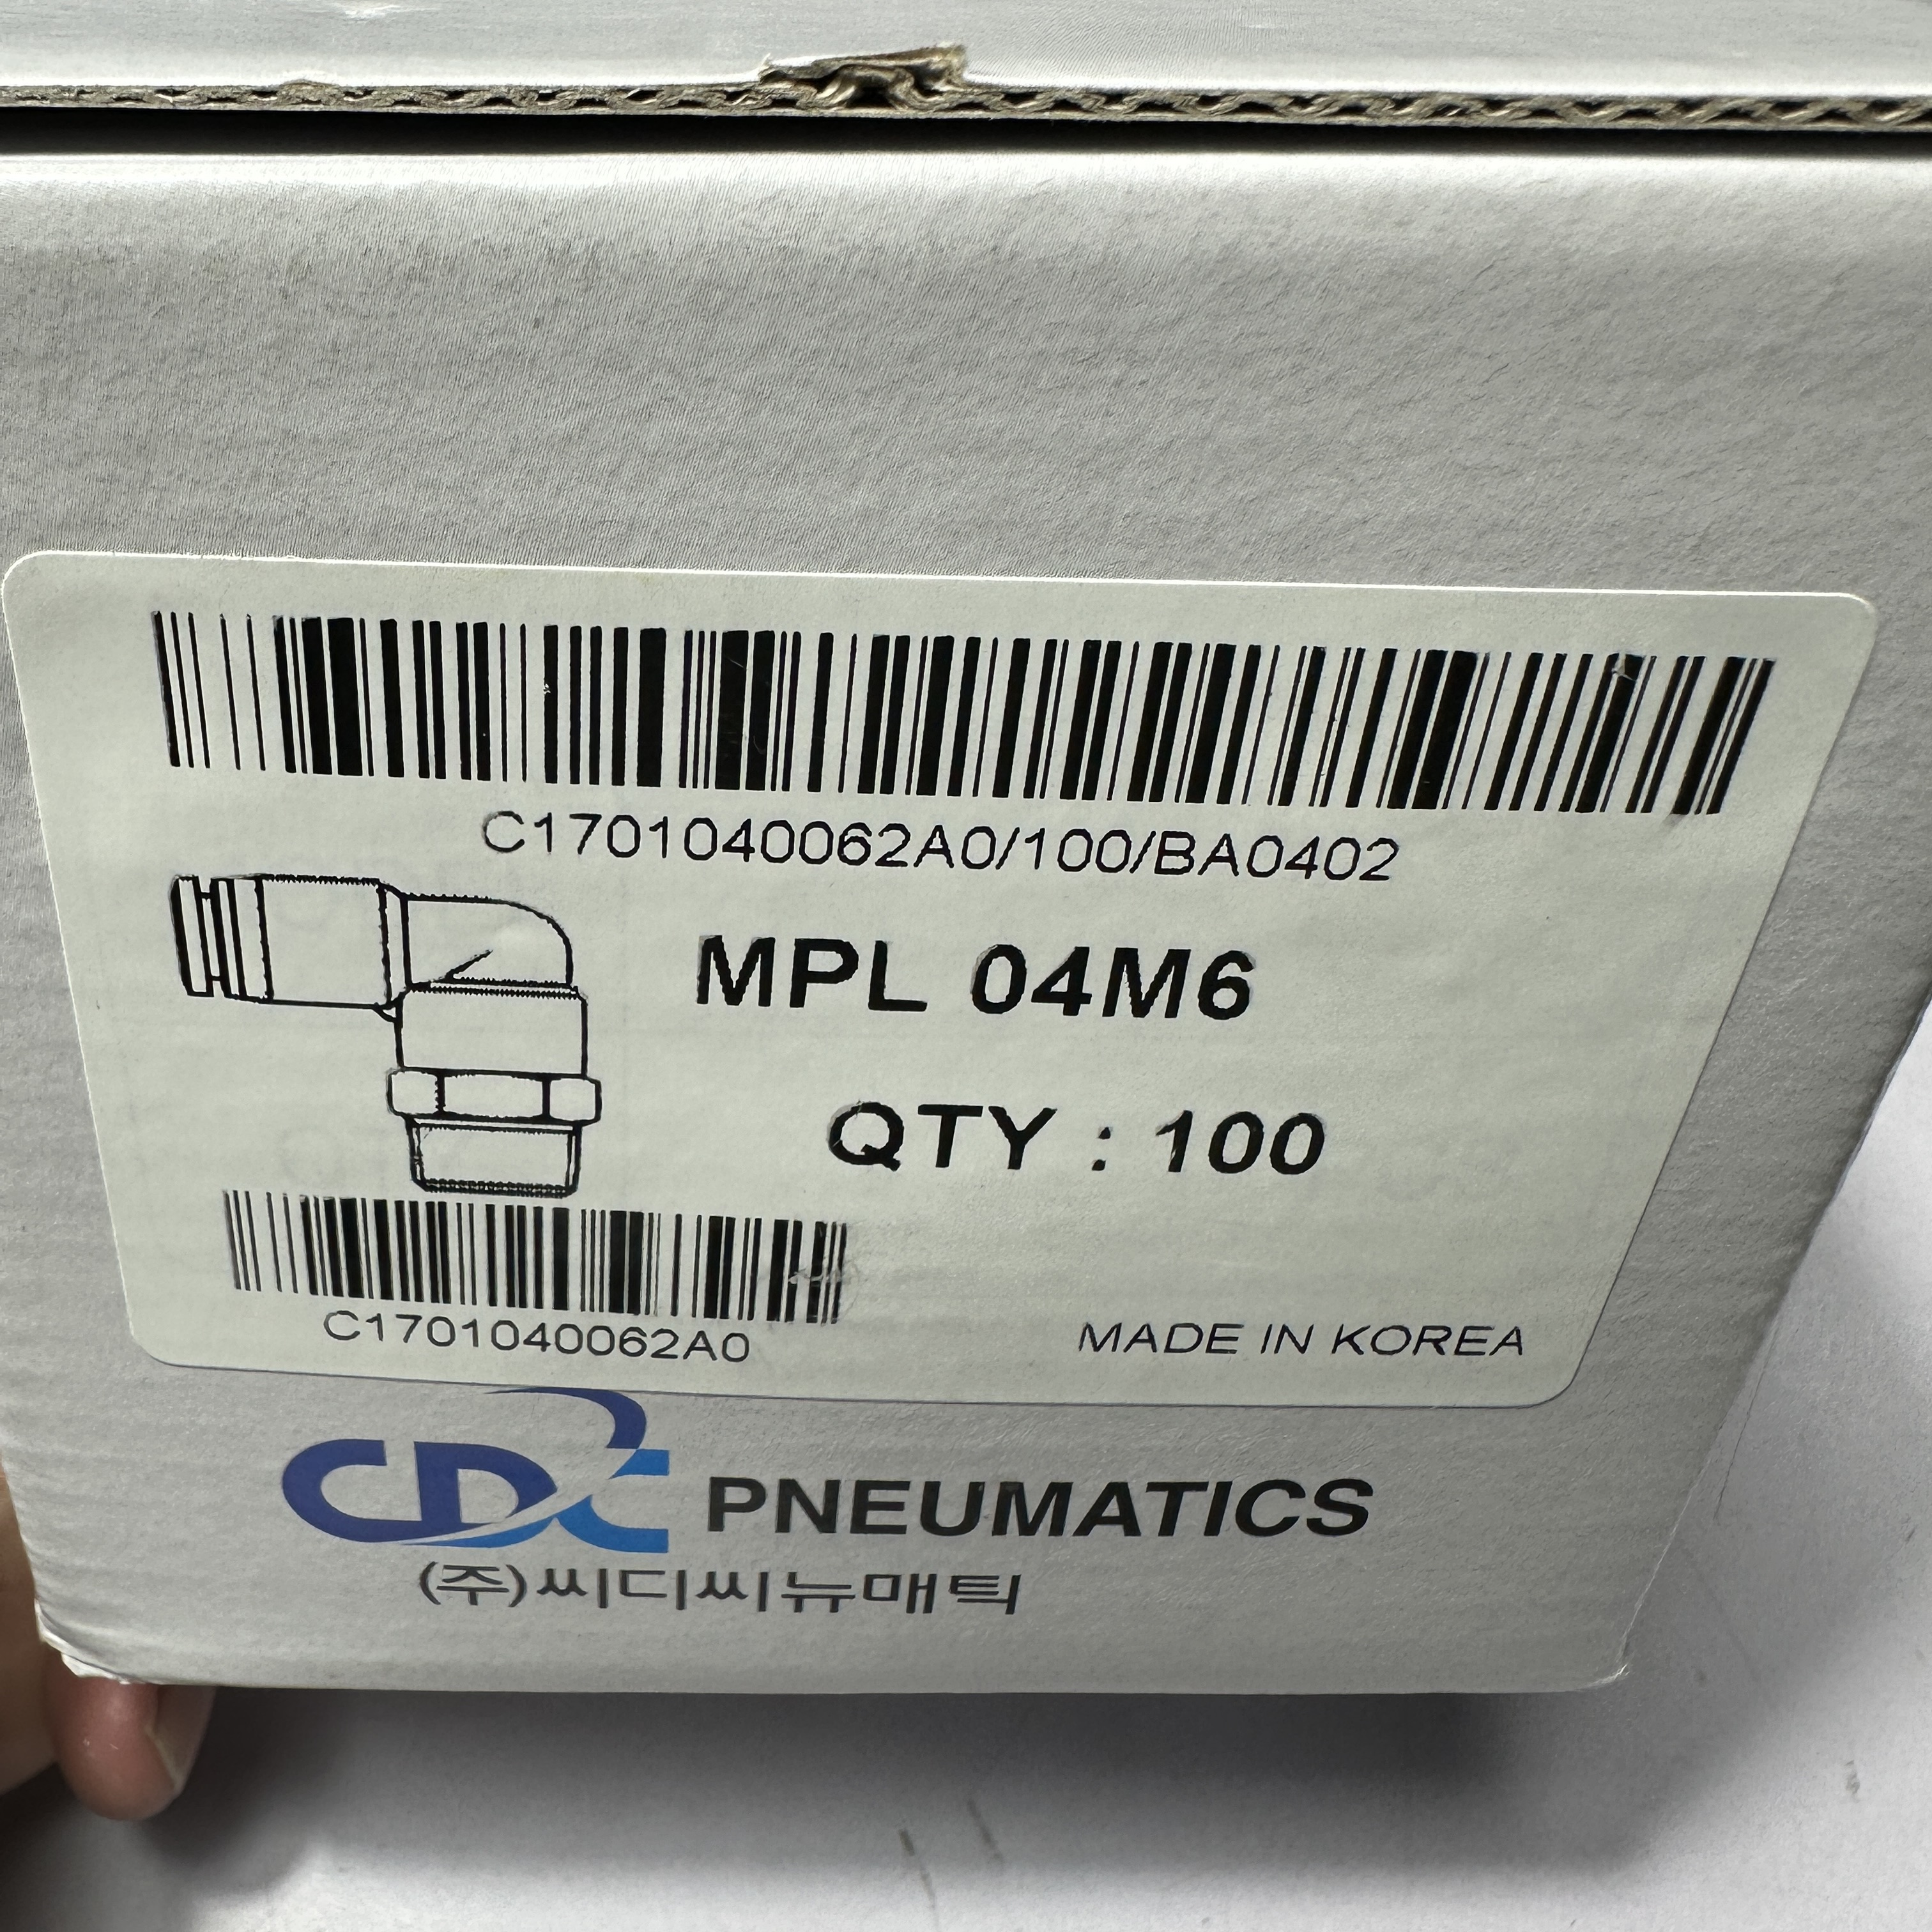 C1701040062A0/100/BA0402
MPL 04M6
QTY : 100
C1701040062A0
MADE IN KOREA
CDC PNEUMATICS
(주)씨디씨뉴매틱